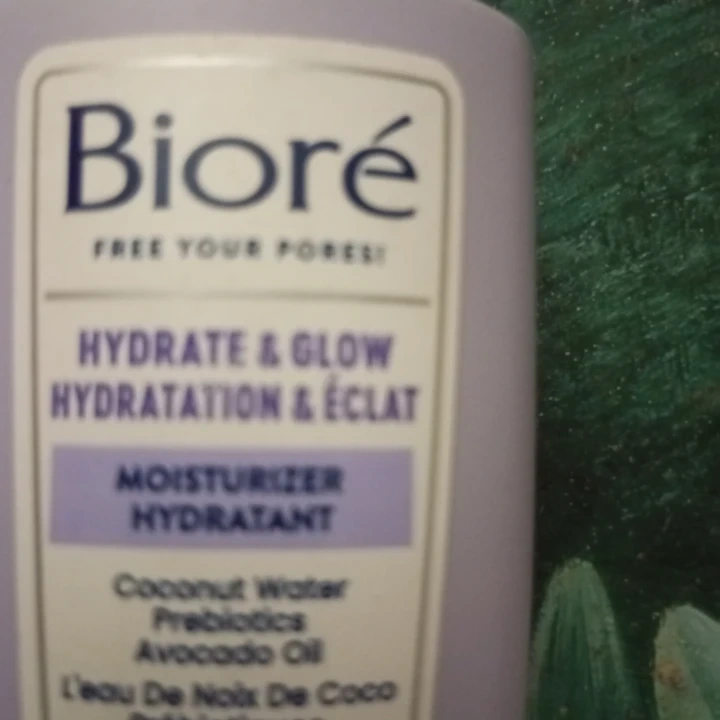 Bioré
FREE YOUR PORES!
HYDRATE & GLOW
HYDRATATION & ÉCLAT
MOISTURIZER
HYDRATANT
Coconut Water
Prebiotics
Avocado Oil
L'eau De Noix De Coco